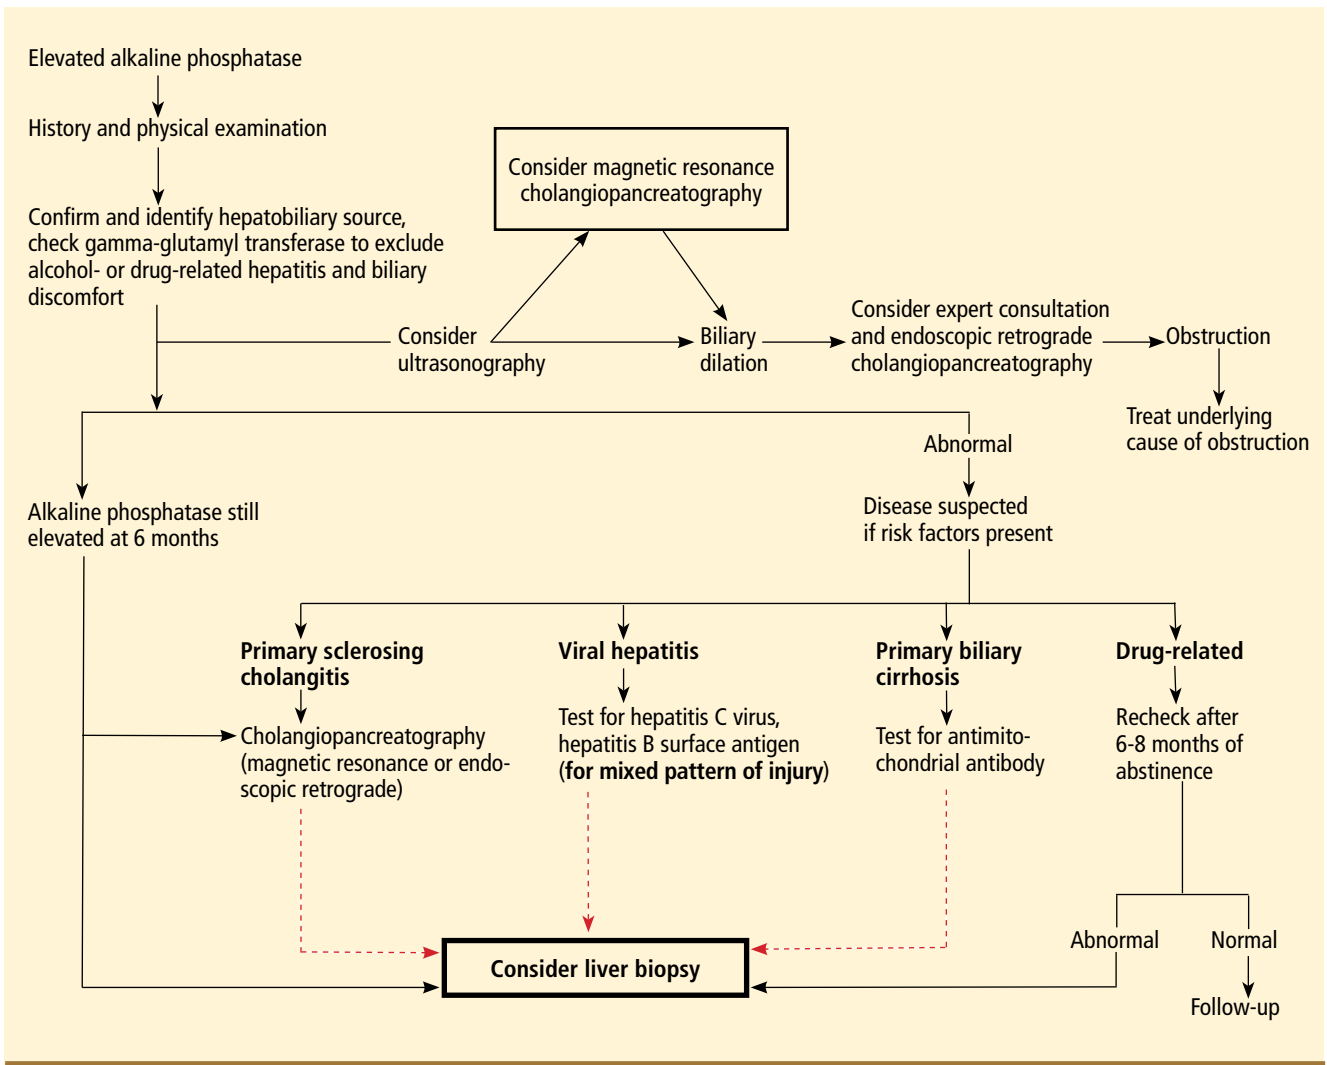 Elevated alkaline phosphatase
History and physical examination
Confirm and identify hepatobiliary source,
check gamma-glutamyl transferase to exclude
alcohol- or drug-related hepatitis and biliary
discomfort
Consider magnetic resonance
cholangiopancreatography
Consider
ultrasonography
Biliary
dilation
Consider expert consultation
and endoscopic retrograde
cholangiopancreatography
Obstruction
Treat underlying
cause of obstruction
Abnormal
Alkaline phosphatase still
elevated at 6 months
Disease suspected
if risk factors present
Primary sclerosing
cholangitis
Cholangiopancreatography
(magnetic resonance or endo-
scopic retrograde)
Viral hepatitis
Test for hepatitis C virus,
hepatitis B surface antigen
(for mixed pattern of injury)
Primary biliary
cirrhosis
Test for antimito-
chondrial antibody
Drug-related
Recheck after
6-8 months of
abstinence
Abnormal
Normal
Consider liver biopsy
Follow-up